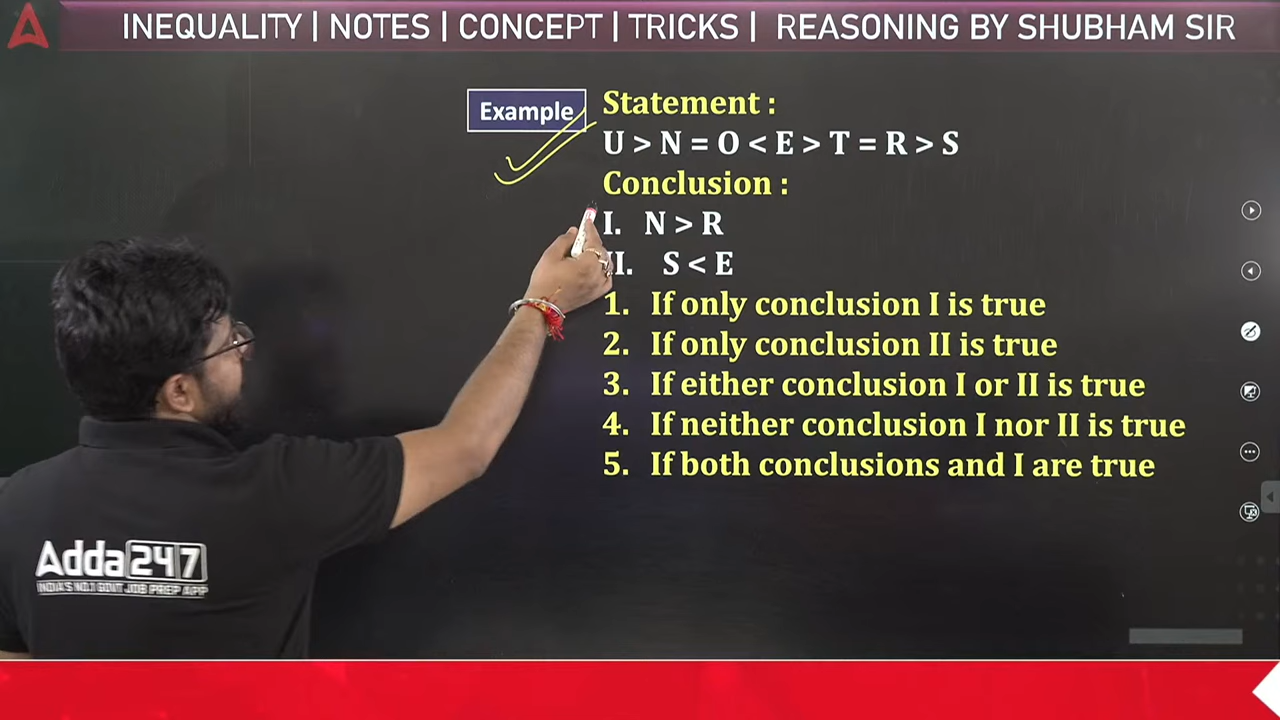 INEQUALITY | NOTES | CONCEPT | TRICKS | REASONING BY SHUBHAM SIR
Example
Statement :
U > N = O < E > T = R > S
Conclusion :
I. N > R
II. S < E
1. If only conclusion I is true
2. If only conclusion II is true
3. If either conclusion I or II is true
4. If neither conclusion I nor II is true
5. If both conclusions and I are true
Adda247
INDIA'S NO.1 GOVT JOB PREP APP